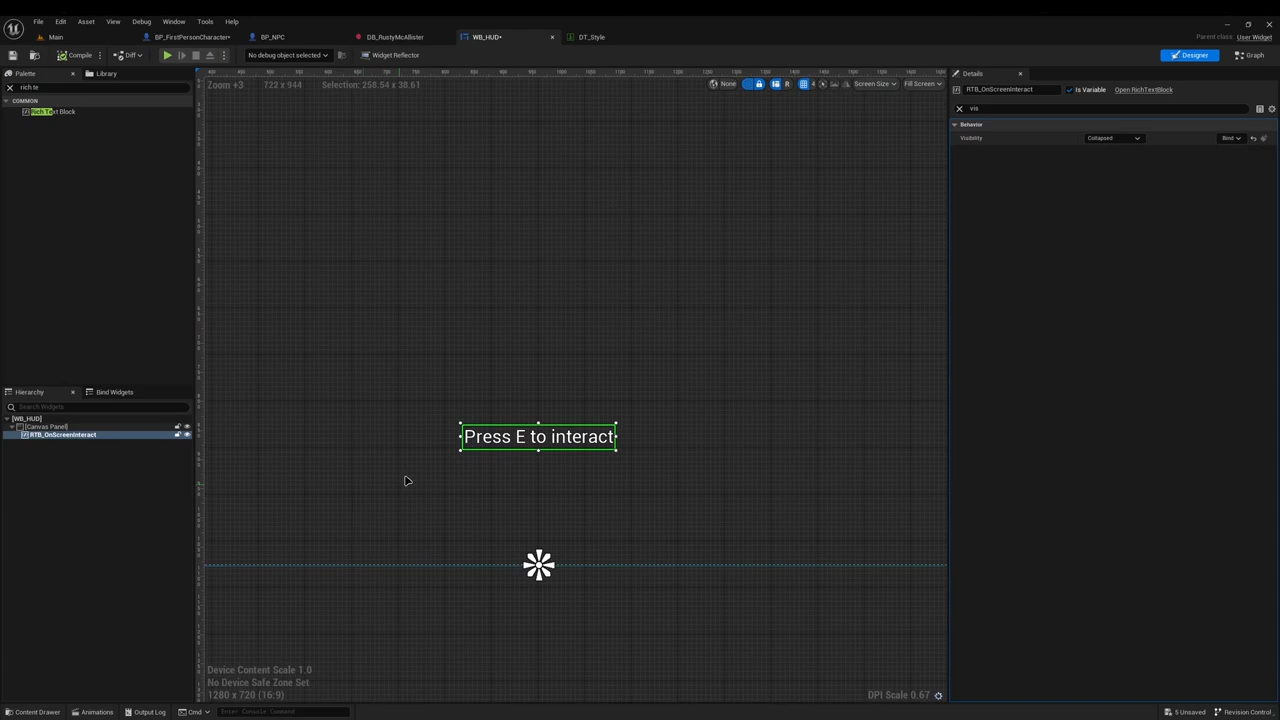 File Edit Asset View Debug Window Tools Help
Main BP_FirstPersonCharacter* BP_NPC DB_RustyMcAllister WB_HUD* DT_Style Parent class: User Widget
Compile Diff No debug object selected Widget Reflector Designer Graph
Palette Library
rich te
COMMON
Rich Text Block
Zoom +3 722 x 944 Selection: 258.54 x 38.61
None 4 R Screen Size Fill Screen
Details
RTB_OnScreenInteract Is Variable Open RichTextBlock
vis
Behavior
Visibility Collapsed Bind
Hierarchy Bind Widgets
Search Widgets
[WB_HUD]
[Canvas Panel]
RTB_OnScreenInteract
Press E to interact
Device Content Scale 1.0
No Device Safe Zone Set
1280 x 720 (16:9)
DPI Scale 0.67
Content Drawer Animations Output Log Cmd Enter Console Command 5 Unsaved Revision Control